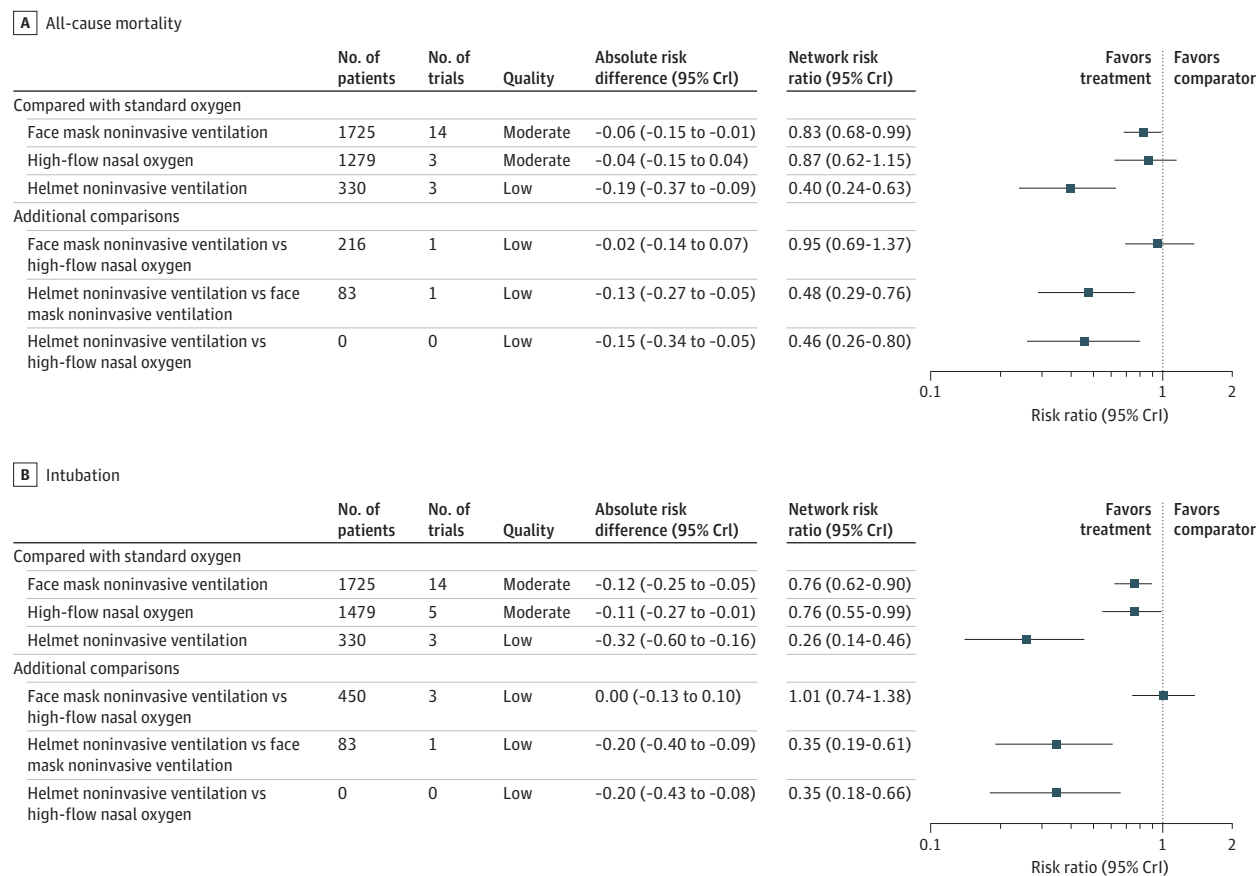 A All-cause mortality
No. of patients No. of trials Quality Absolute risk difference (95% Crl) Network risk ratio (95% CrI) Favors treatment Favors comparator
Compared with standard oxygen
Face mask noninvasive ventilation 1725 14 Moderate -0.06 (-0.15 to -0.01) 0.83 (0.68-0.99)
High-flow nasal oxygen 1279 3 Moderate -0.04 (-0.15 to 0.04) 0.87 (0.62-1.15)
Helmet noninvasive ventilation 330 3 Low -0.19 (-0.37 to -0.09) 0.40 (0.24-0.63)
Additional comparisons
Face mask noninvasive ventilation vs 216 1 Low -0.02 (-0.14 to 0.07) 0.95 (0.69-1.37)
high-flow nasal oxygen
Helmet noninvasive ventilation vs face 83 1 Low -0.13 (-0.27 to -0.05) 0.48 (0.29-0.76)
mask noninvasive ventilation
Helmet noninvasive ventilation vs 0 0 Low -0.15 (-0.34 to -0.05) 0.46 (0.26-0.80)
high-flow nasal oxygen
0.1 1 2
Risk ratio (95% CrI)
B Intubation
No. of patients No. of trials Quality Absolute risk difference (95% Crl) Network risk ratio (95% CrI) Favors treatment Favors comparator
Compared with standard oxygen
Face mask noninvasive ventilation 1725 14 Moderate -0.12 (-0.25 to -0.05) 0.76 (0.62-0.90)
High-flow nasal oxygen 1479 5 Moderate -0.11 (-0.27 to -0.01) 0.76 (0.55-0.99)
Helmet noninvasive ventilation 330 3 Low -0.32 (-0.60 to -0.16) 0.26 (0.14-0.46)
Additional comparisons
Face mask noninvasive ventilation vs 450 3 Low 0.00 (-0.13 to 0.10) 1.01 (0.74-1.38)
high-flow nasal oxygen
Helmet noninvasive ventilation vs face 83 1 Low -0.20 (-0.40 to -0.09) 0.35 (0.19-0.61)
mask noninvasive ventilation
Helmet noninvasive ventilation vs 0 0 Low -0.20 (-0.43 to -0.08) 0.35 (0.18-0.66)
high-flow nasal oxygen
0.1 1 2
Risk ratio (95% CrI)